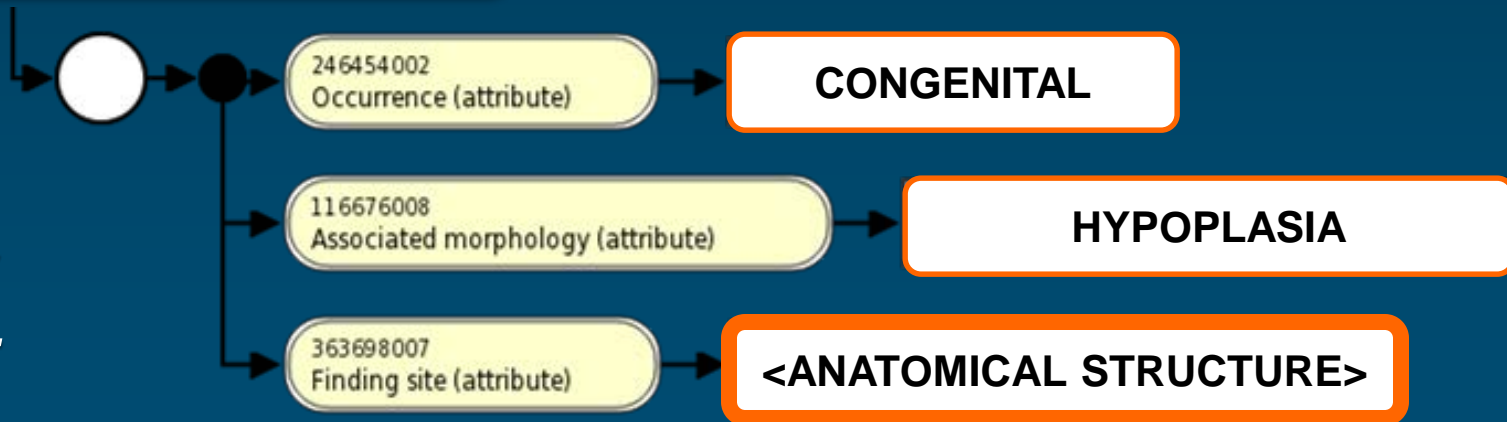 246454002
Occurrence (attribute)
CONGENITAL
116676008
Associated morphology (attribute)
HYPOPLASIA
363698007
Finding site (attribute)
<ANATOMICAL STRUCTURE>